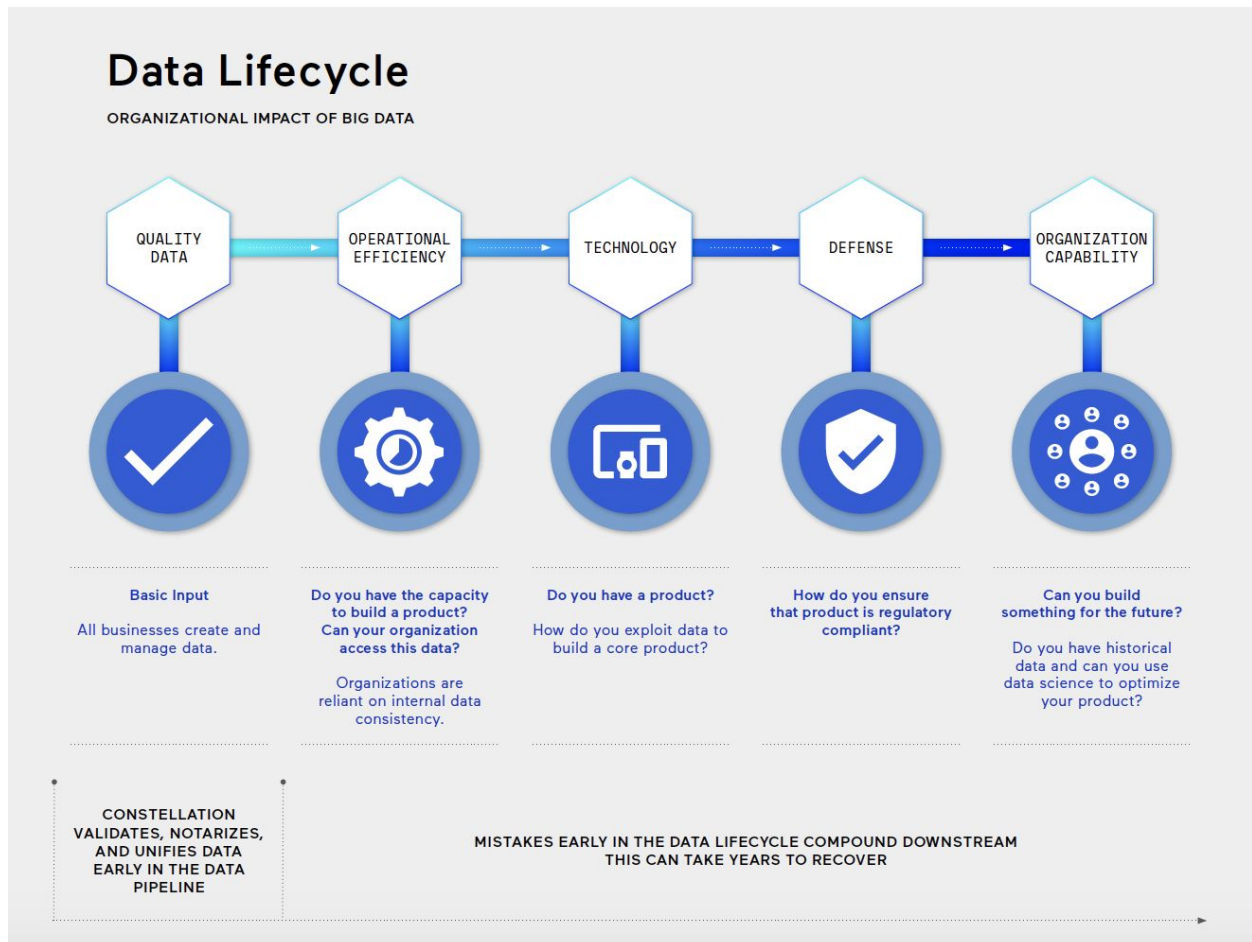 Data Lifecycle
ORGANIZATIONAL IMPACT OF BIG DATA
QUALITY
DATA
OPERATIONAL
EFFICIENCY
TECHNOLOGY
DEFENSE
ORGANIZATION
CAPABILITY
Basic Input
All businesses create and
manage data.
Do you have the capacity
to build a product?
Can your organization
access this data?
Organizations are
reliant on internal data
consistency.
Do you have a product?
How do you exploit data to
build a core product?
How do you ensure
that product is regulatory
compliant?
Can you build
something for the future?
Do you have historical
data and can you use
data science to optimize
your product?
CONSTELLATION
VALIDATES, NOTARIZES,
AND UNIFIES DATA
EARLY IN THE DATA
PIPELINE
MISTAKES EARLY IN THE DATA LIFECYCLE COMPOUND DOWNSTREAM
THIS CAN TAKE YEARS TO RECOVER